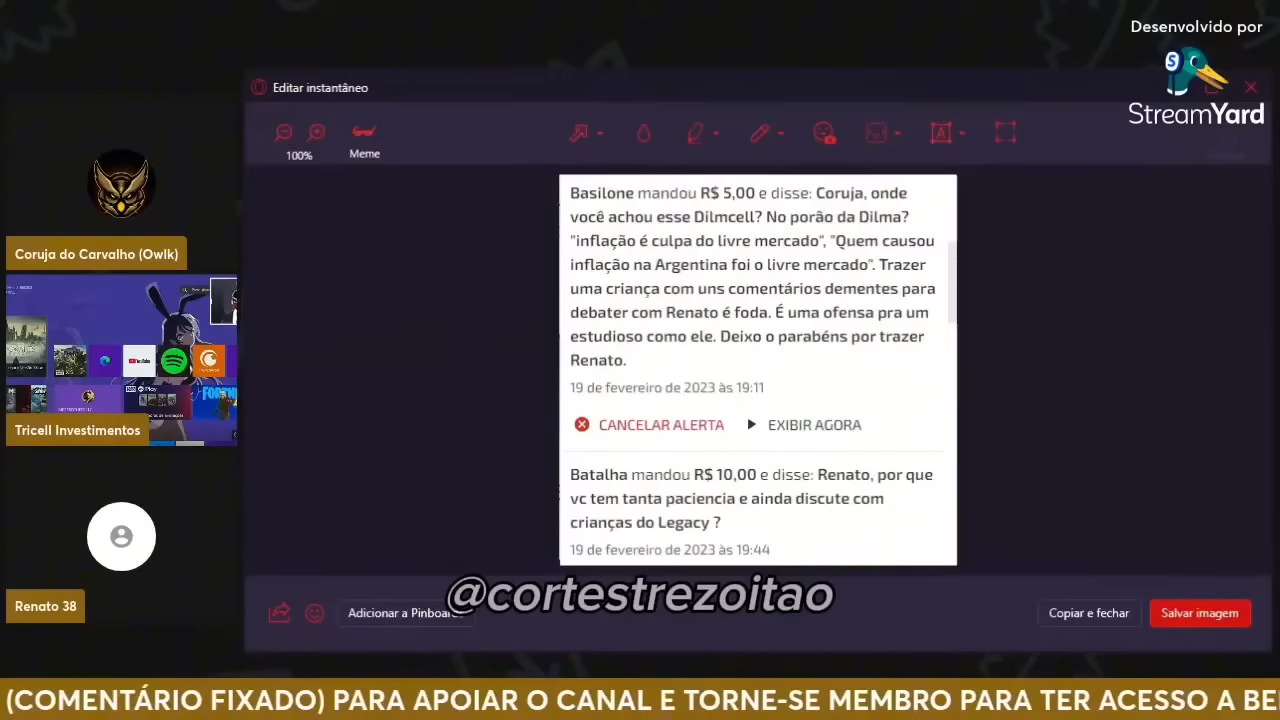 Desenvolvido por
StreamYard
Editar instantâneo
100%
Meme
Basilone mandou R$ 5,00 e disse: Coruja, onde
você achou esse Dilmcell? No porão da Dilma?
"inflação é culpa do livre mercado", "Quem causou
inflação na Argentina foi o livre mercado". Trazer
uma criança com uns comentários dementes para
debater com Renato é foda. É uma ofensa pra um
estudioso como ele. Deixo o parabéns por trazer
Renato.
19 de fevereiro de 2023 às 19:11
CANCELAR ALERTA
EXIBIR AGORA
Batalha mandou R$ 10,00 e disse: Renato, por que
vc tem tanta paciencia e ainda discute com
crianças do Legacy ?
19 de fevereiro de 2023 às 19:44
Coruja do Carvalho (Owlk)
YouTube
Play
Tricell Investimentos
Renato 38
@cortestrezoitao
Adicionar a Pinboard
Copiar e fechar
Salvar imagem
(COMENTÁRIO FIXADO) PARA APOIAR O CANAL E TORNE-SE MEMBRO PARA TER ACESSO A BE